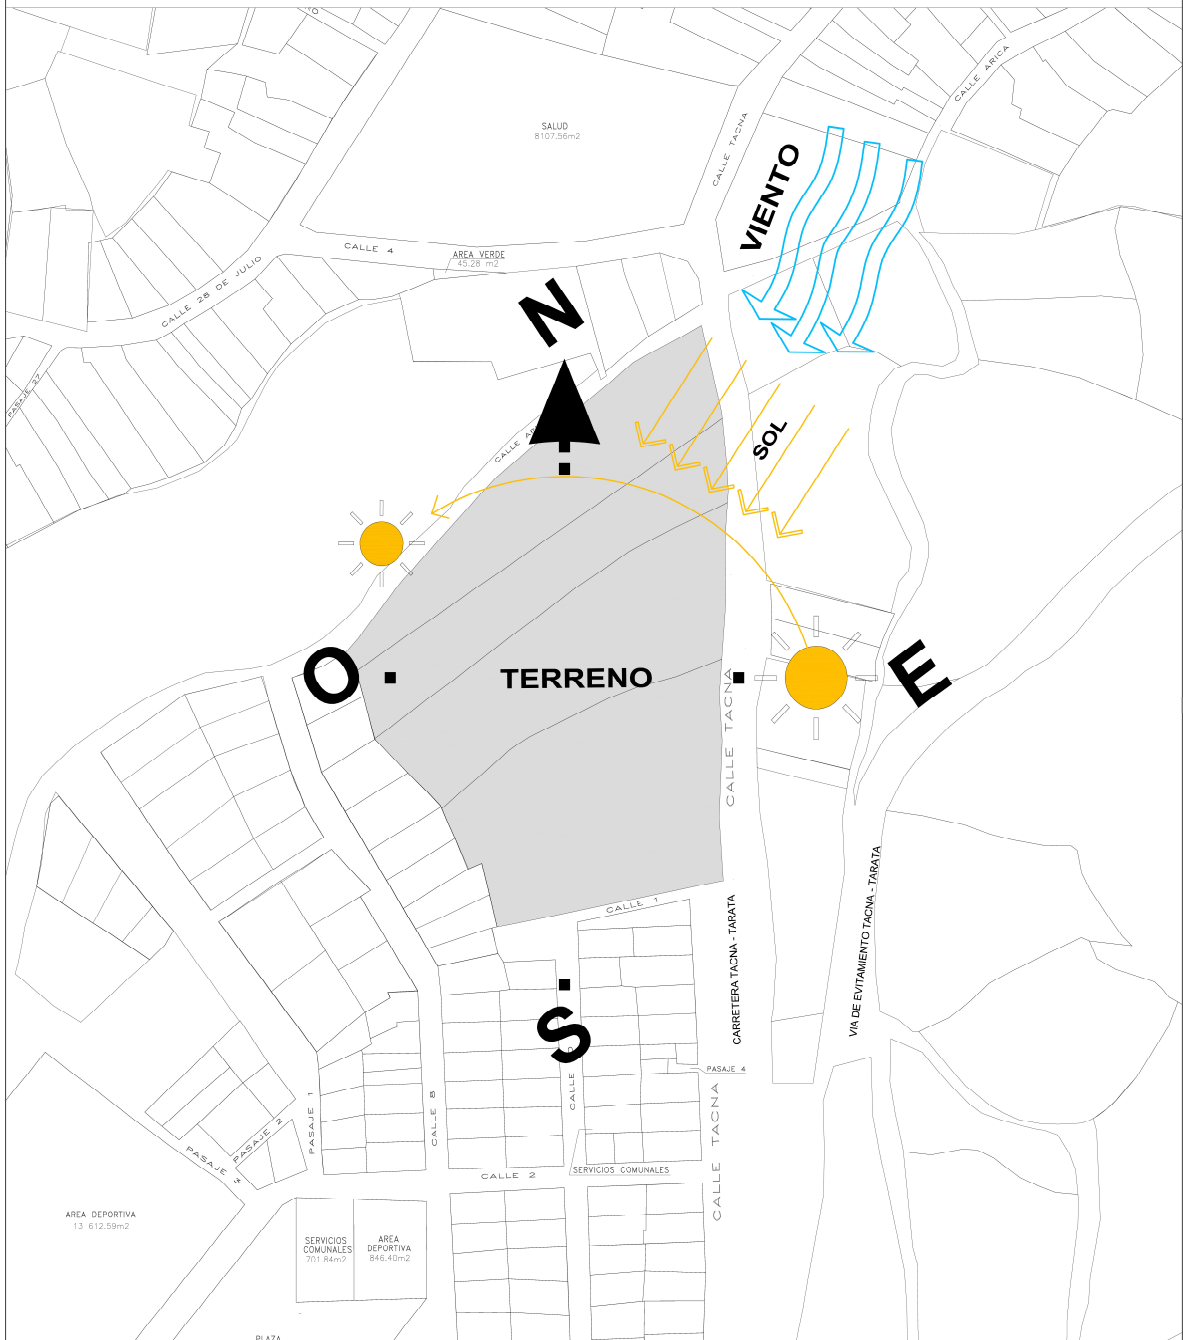 CALLE ARICA
SALUD
8107.56m2
CALLE TACNA
VIENTO
CALLE 4
AREA VERDE
45.28 m2
CALLE 28 DE JULIO
N
PASAJE 27
SOL
O
TERRENO
E
CALLE TACNA
CALLE 1
CARRETERA TACNA - TARATA
VIA DE EVITAMIENTO TACNA - TARATA
S
CALLE
PASAJE 4
PASAJE 1
PASAJE 2
PASAJE
CALLE 8
CALLE TACNA
CALLE 2
SERVICIOS COMUNALES
AREA DEPORTIVA
13 612.59m2
SERVICIOS
COMUNALES
701.84m2
AREA
DEPORTIVA
846.40m2
PLAZA